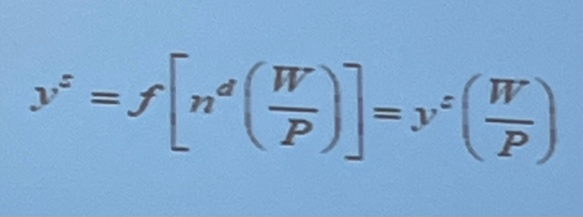 y^s = f[n^d(W/P)] = y^s(W/P)